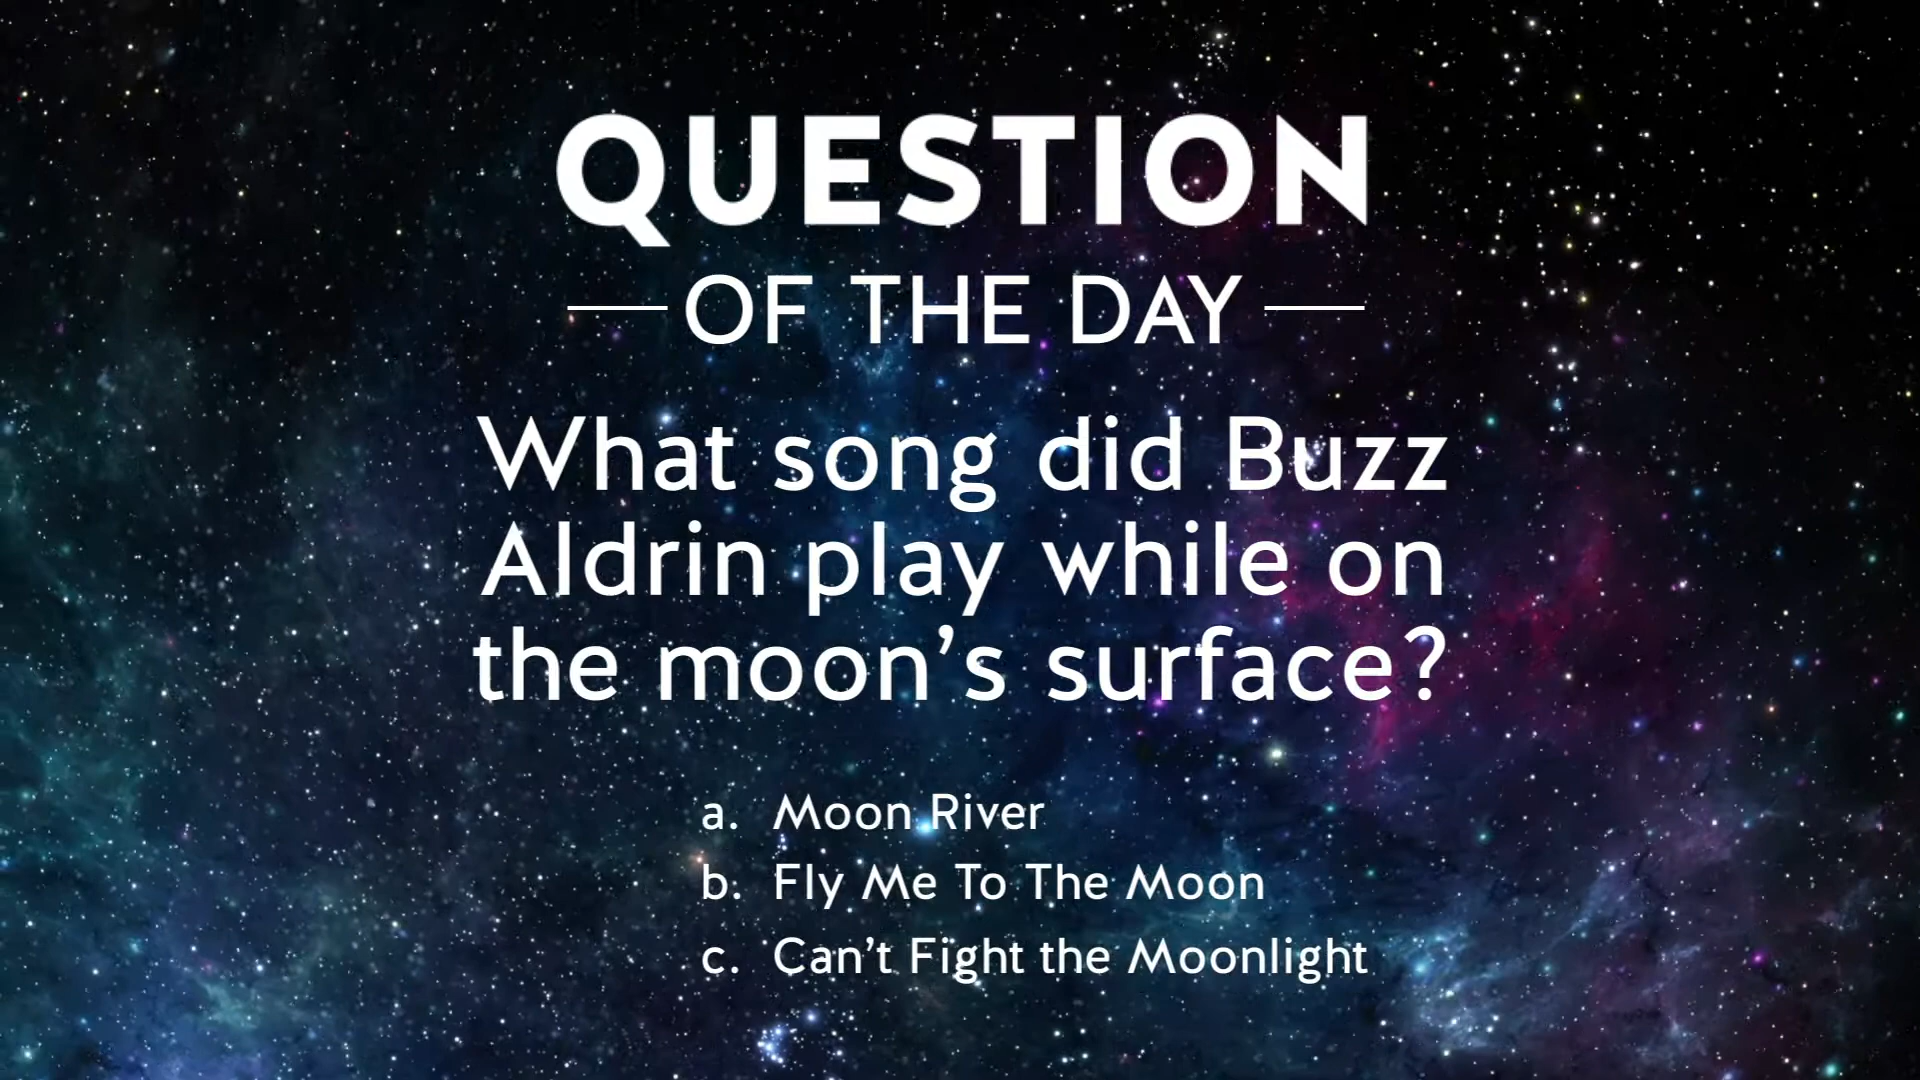 QUESTION
OF THE DAY
What song did Buzz
Aldrin play while on
the moon’s surface?
a. Moon River
b. Fly Me To The Moon
c. Can’t Fight the Moonlight